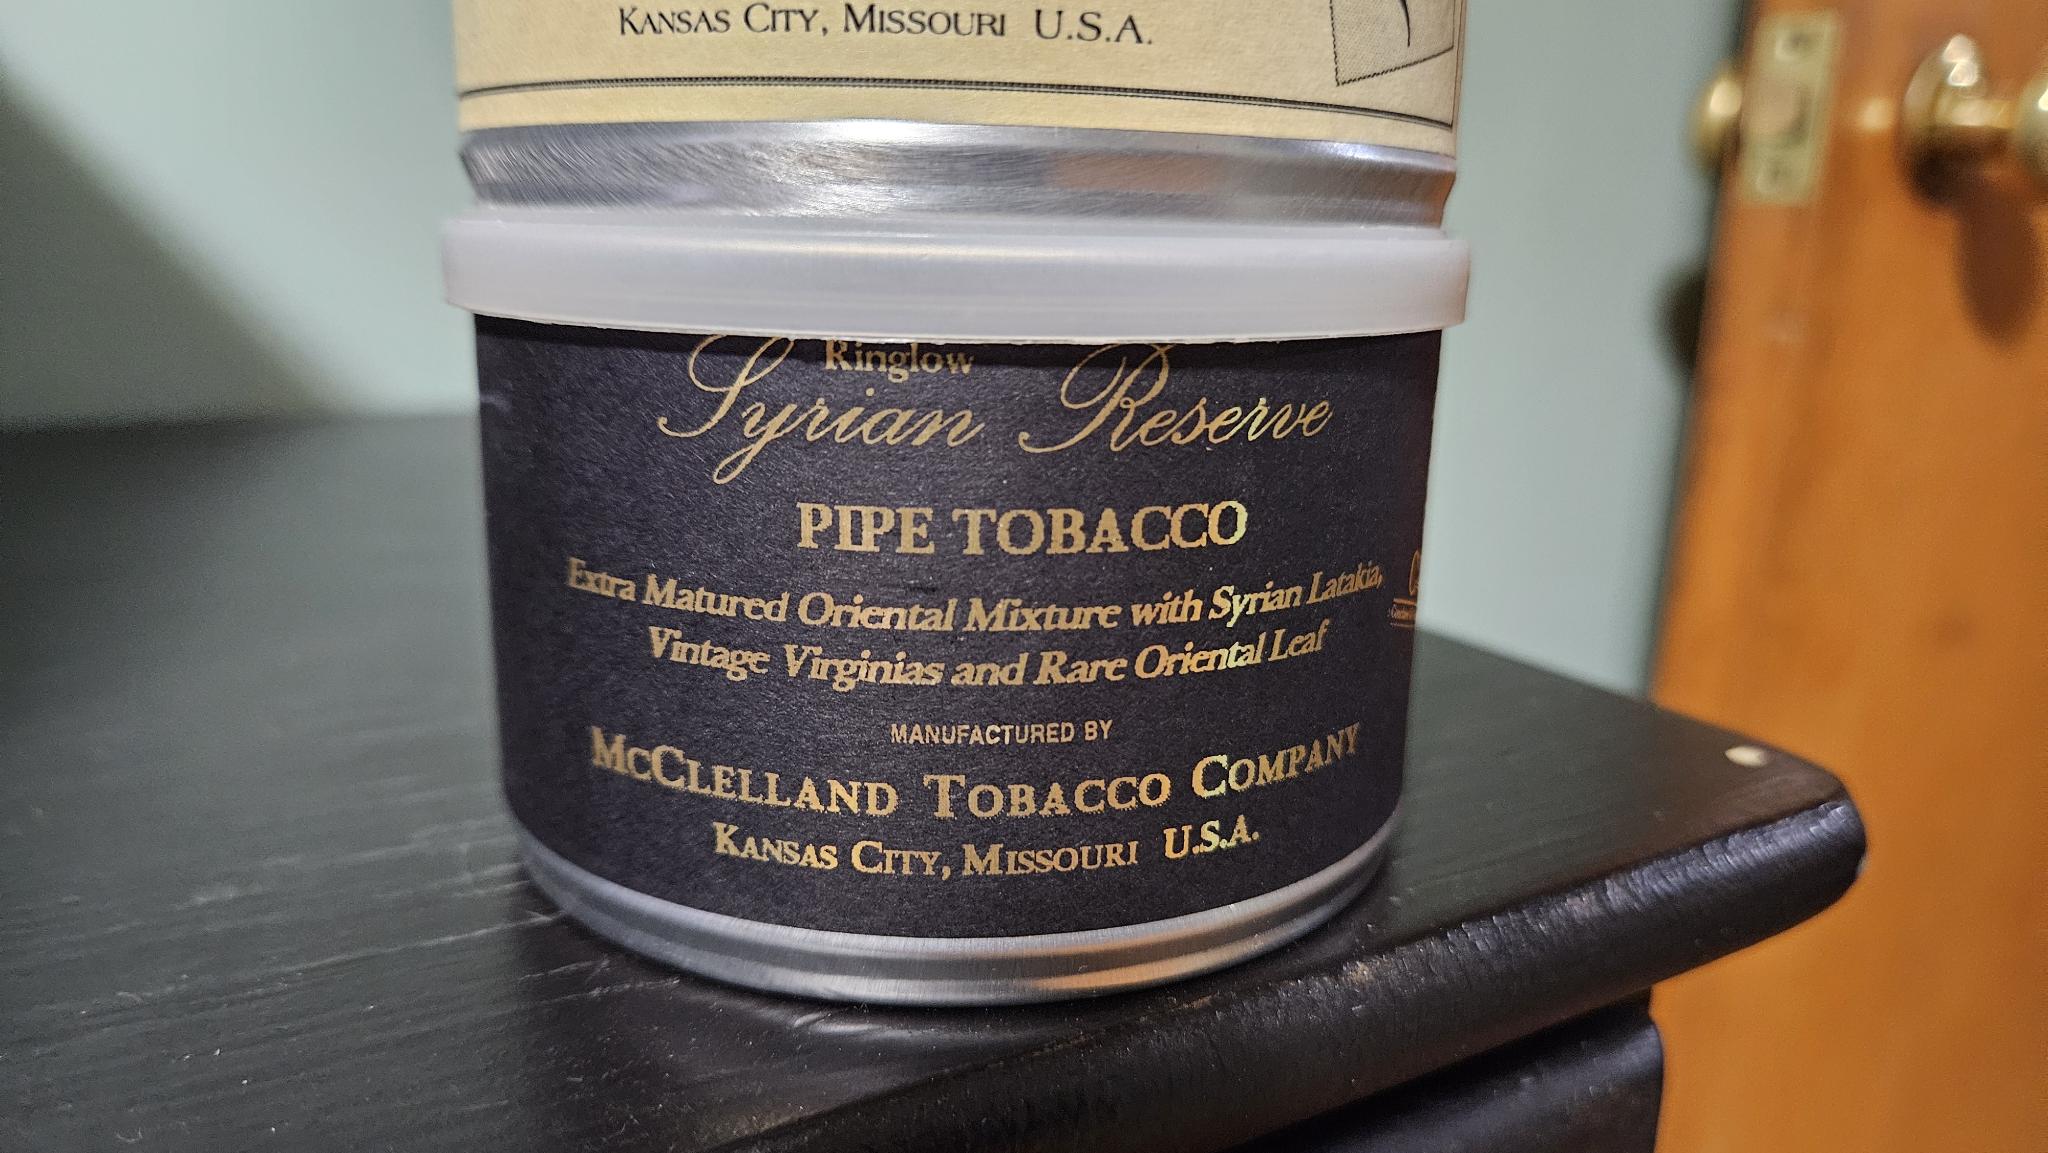 KANSAS CITY, MISSOURI U.S.A.
Ringlow
Syrian Reserve
PIPE TOBACCO
Extra Matured Oriental Mixture with Syrian Latakia,
Vintage Virginias and Rare Oriental Leaf
MANUFACTURED BY
MCCLELLAND TOBACCO COMPANY
KANSAS CITY, MISSOURI U.S.A.